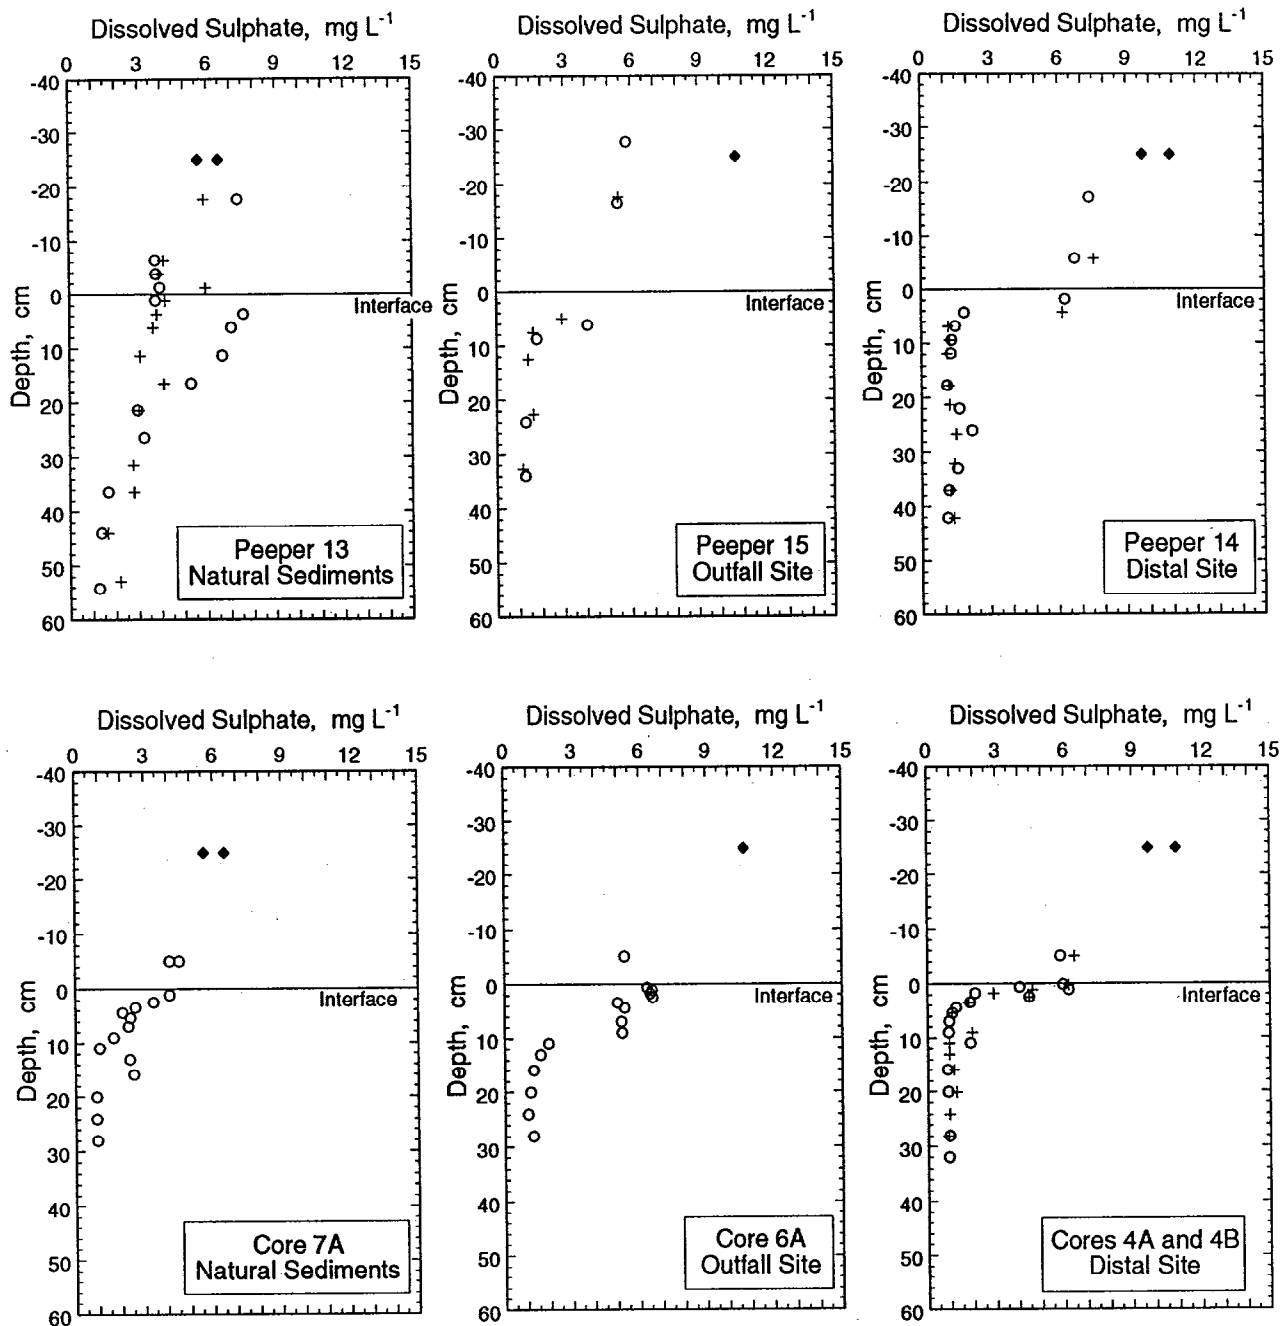 Dissolved Sulphate, mg L-1
0 3 6 9 12 15
-40
-30
-20
-10
0
10
20
30
40
50
60
Depth, cm
Interface
Peeper 13
Natural Sediments
Dissolved Sulphate, mg L-1
0 3 6 9 12 15
-40
-30
-20
-10
0
10
20
30
40
50
60
Depth, cm
Interface
Peeper 15
Outfall Site
Dissolved Sulphate, mg L-1
0 3 6 9 12 15
-40
-30
-20
-10
0
10
20
30
40
50
60
Depth, cm
Interface
Peeper 14
Distal Site
Dissolved Sulphate, mg L-1
0 3 6 9 12 15
-40
-30
-20
-10
0
10
20
30
40
50
60
Depth, cm
Interface
Core 7A
Natural Sediments
Dissolved Sulphate, mg L-1
0 3 6 9 12 15
-40
-30
-20
-10
0
10
20
30
40
50
60
Depth, cm
Interface
Core 6A
Outfall Site
Dissolved Sulphate, mg L-1
0 3 6 9 12 15
-40
-30
-20
-10
0
10
20
30
40
50
60
Depth, cm
Interface
Cores 4A and 4B
Distal Site